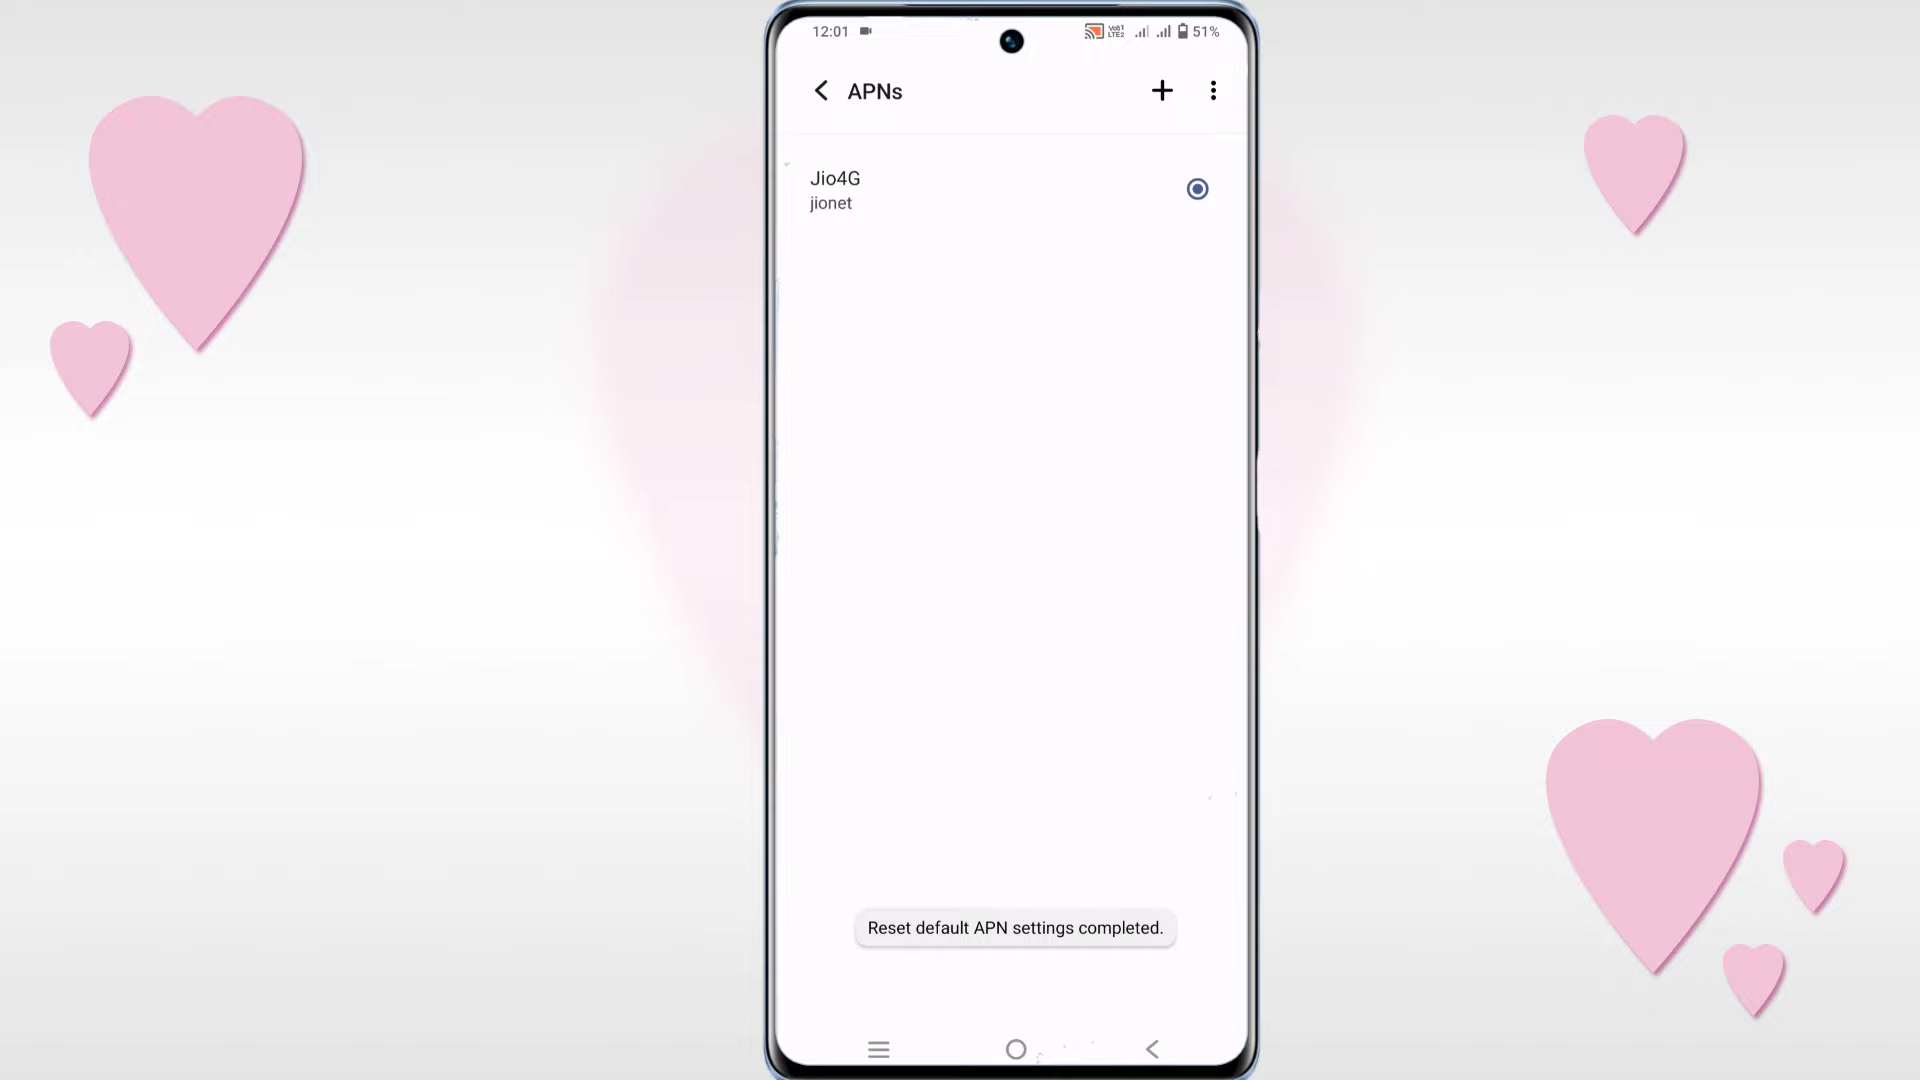 12:01
51%
APNs
Jio4G
jionet
Reset default APN settings completed.